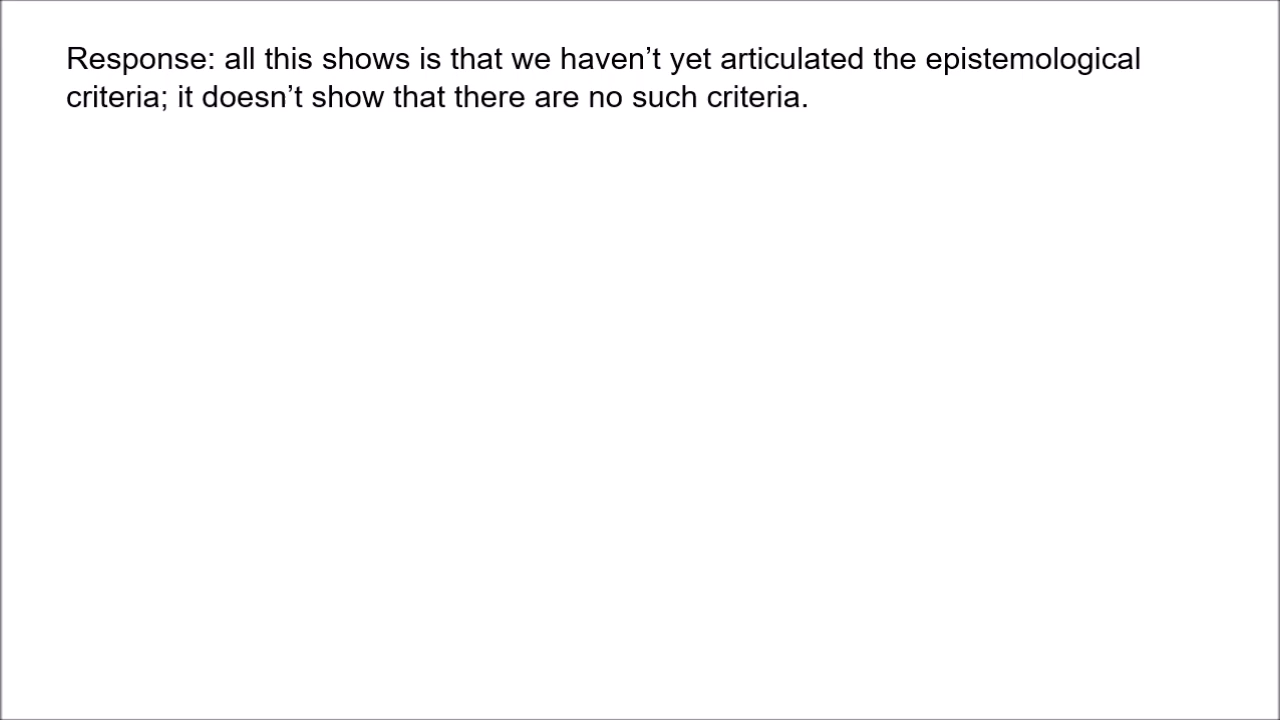 Response: all this shows is that we haven’t yet articulated the epistemological
criteria; it doesn’t show that there are no such criteria.